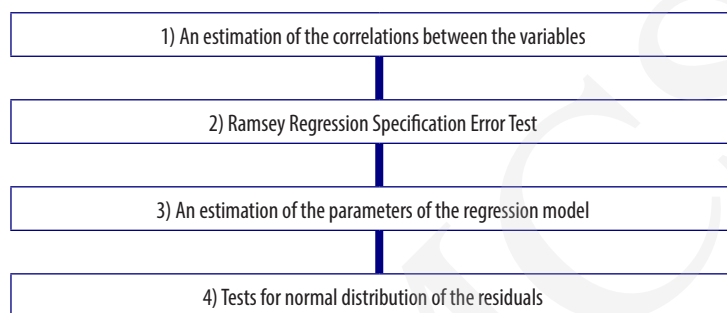 1) An estimation of the correlations between the variables
2) Ramsey Regression Specification Error Test
3) An estimation of the parameters of the regression model
4) Tests for normal distribution of the residuals